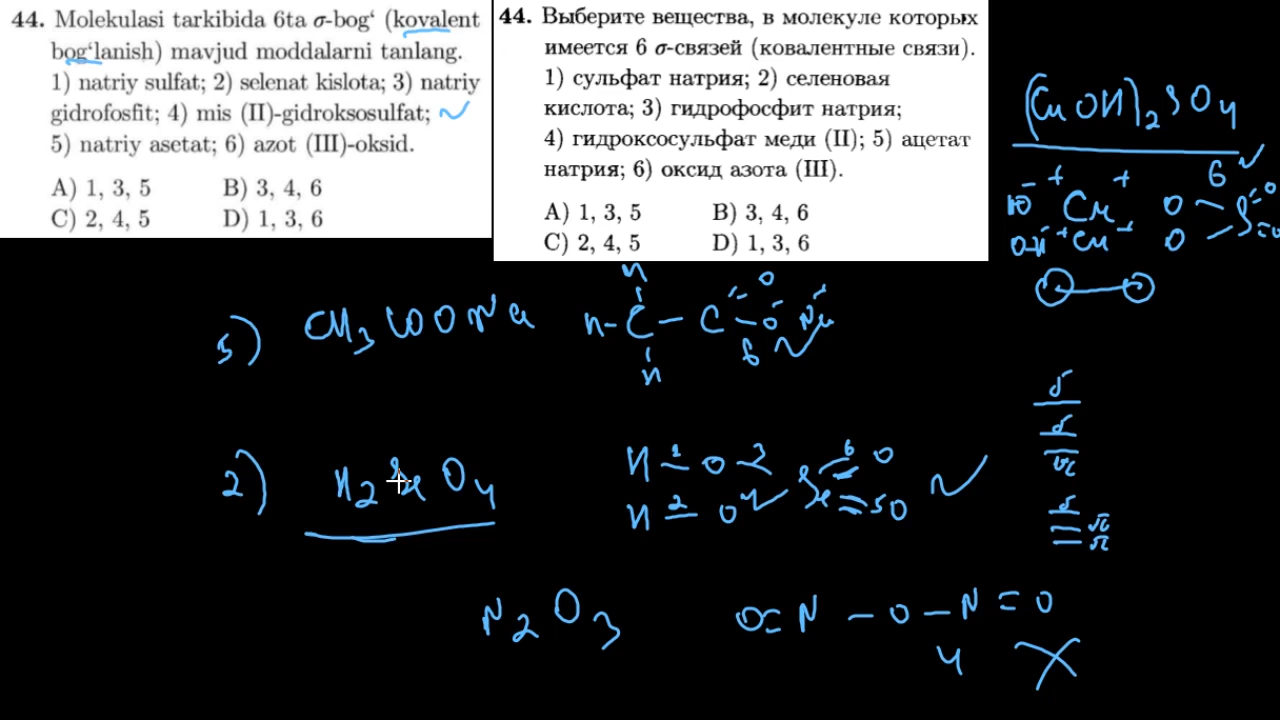 44. Molekulasi tarkibida 6ta σ-bog‘ (kovalent
bog‘lanish) mavjud moddalarni tanlang.
1) natriy sulfat; 2) selenat kislota; 3) natriy
gidrofosfit; 4) mis (II)-gidroksosulfat;
5) natriy asetat; 6) azot (III)-oksid.
A) 1, 3, 5 B) 3, 4, 6
C) 2, 4, 5 D) 1, 3, 6
44. Выберите вещества, в молекуле которых
имеется 6 σ-связей (ковалентные связи).
1) сульфат натрия; 2) селеновая
кислота; 3) гидрофосфит натрия;
4) гидроксосульфат меди (II); 5) ацетат
натрия; 6) оксид азота (III).
A) 1, 3, 5 B) 3, 4, 6
C) 2, 4, 5 D) 1, 3, 6
(CuOH)2SO4
6
5) CH3COONa
6
2) H2SeO4
N2O3 O=N-O-N=O
4